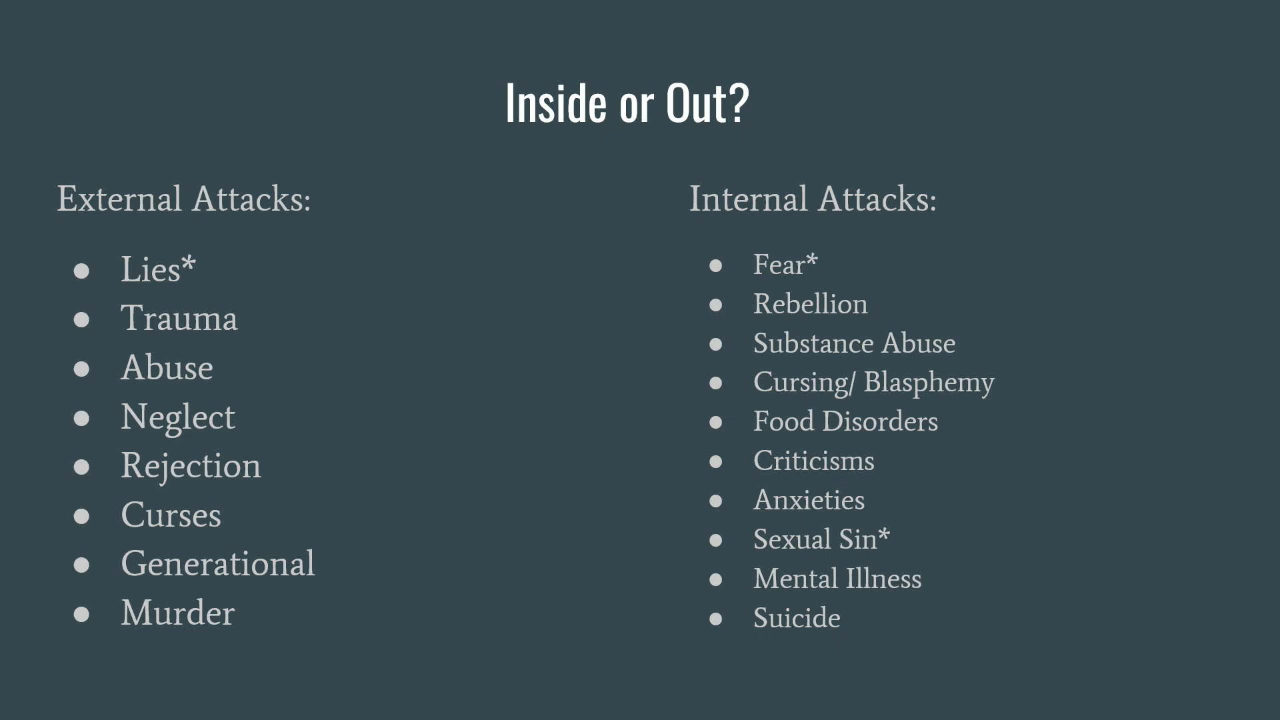 Inside or Out?
External Attacks:
● Lies*
● Trauma
● Abuse
● Neglect
● Rejection
● Curses
● Generational
● Murder
Internal Attacks:
● Fear*
● Rebellion
● Substance Abuse
● Cursing/ Blasphemy
● Food Disorders
● Criticisms
● Anxieties
● Sexual Sin*
● Mental Illness
● Suicide